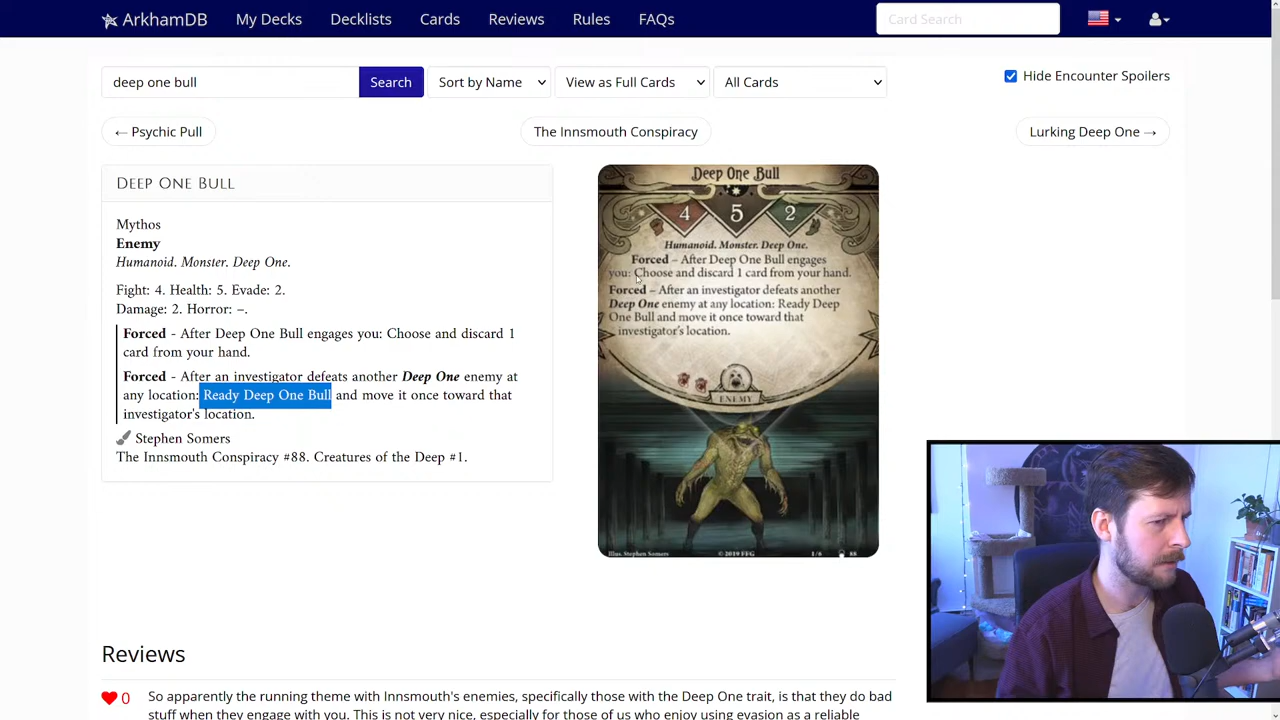 ArkhamDB My Decks Decklists Cards Reviews Rules FAQs Card Search
deep one bull Search Sort by Name View as Full Cards All Cards Hide Encounter Spoilers
← Psychic Pull The Innsmouth Conspiracy Lurking Deep One →
DEEP ONE BULL
Mythos
Enemy
Humanoid. Monster. Deep One.
Fight: 4. Health: 5. Evade: 2.
Damage: 2. Horror: –.
Forced - After Deep One Bull engages you: Choose and discard 1
card from your hand.
Forced - After an investigator defeats another Deep One enemy at
any location: Ready Deep One Bull and move it once toward that
investigator's location.
Stephen Somers
The Innsmouth Conspiracy #88. Creatures of the Deep #1.
Deep One Bull
4 5 2
Humanoid. Monster. Deep One.
Forced – After Deep One Bull engages
you: Choose and discard 1 card from your hand.
Forced – After an investigator defeats another
Deep One enemy at any location: Ready Deep
One Bull and move it once toward that
investigator's location.
ENEMY
Illus. Stephen Somers © 2019 FFG 1/6 88
Reviews
0 So apparently the running theme with Innsmouth's enemies, specifically those with the Deep One trait, is that they do bad
stuff when they engage with you. This is not very nice, especially for those of us who enjoy using evasion as a reliable